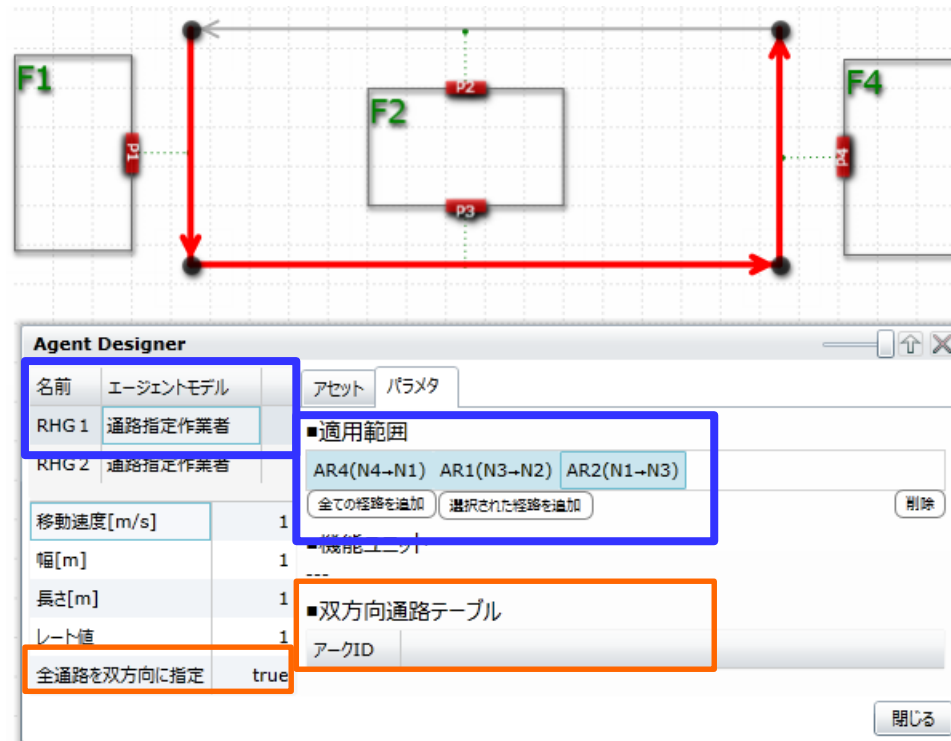 F1
P1
P2
F2
P3
F4
P4
Agent Designer
名前 エージェントモデル
RHG 1 通路指定作業者
RHG 2 通路指定作業者
移動速度[m/s] 1
幅[m] 1
長さ[m] 1
レート値 1
全通路を双方向に指定 true
アセット パラメタ
■適用範囲
AR4(N4→N1) AR1(N3→N2) AR2(N1→N3)
全ての経路を追加 選択された経路を追加 削除
■機能ユニット
---
■双方向通路テーブル
アークID
閉じる